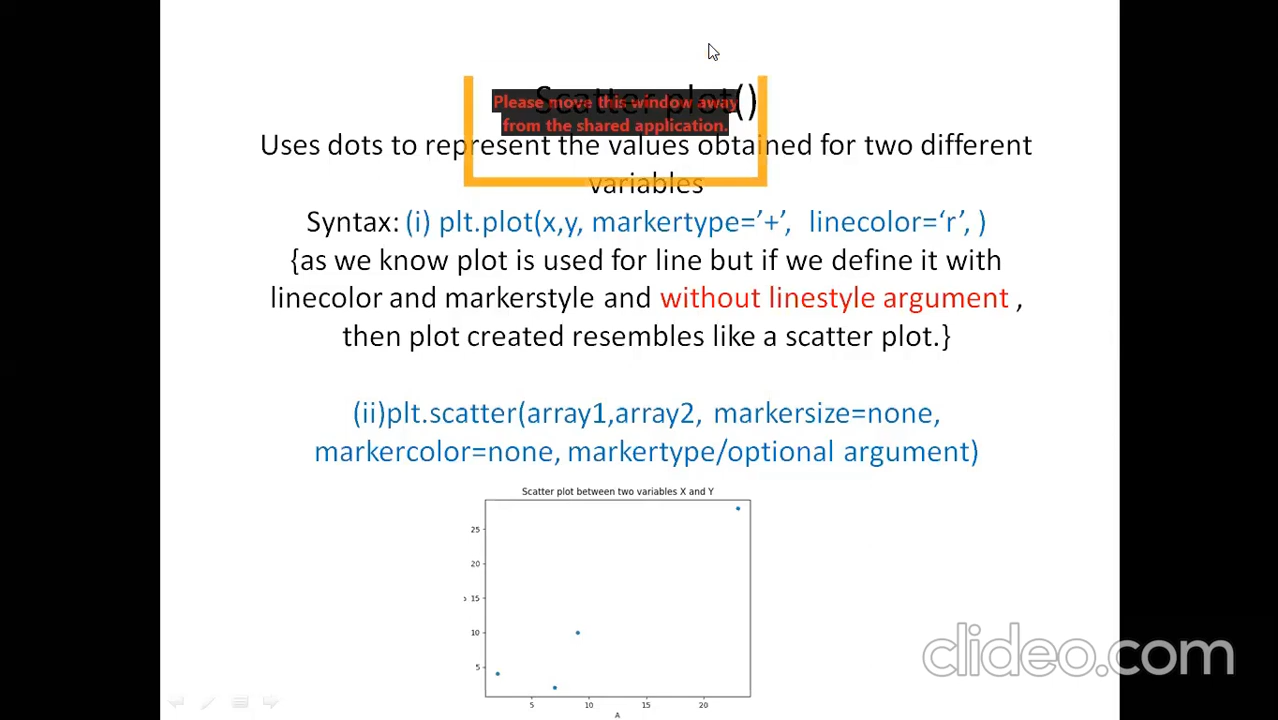 Scatter plot()
Please move this window away
from the shared application.
Uses dots to represent the values obtained for two different
variables
Syntax: (i) plt.plot(x,y, markertype=’+’, linecolor=‘r’, )
{as we know plot is used for line but if we define it with
linecolor and markerstyle and without linestyle argument ,
then plot created resembles like a scatter plot.}
(ii)plt.scatter(array1,array2, markersize=none,
markercolor=none, markertype/optional argument)
Scatter plot between two variables X and Y
25
20
15
10
5
5 10 15 20
A
clideo.com